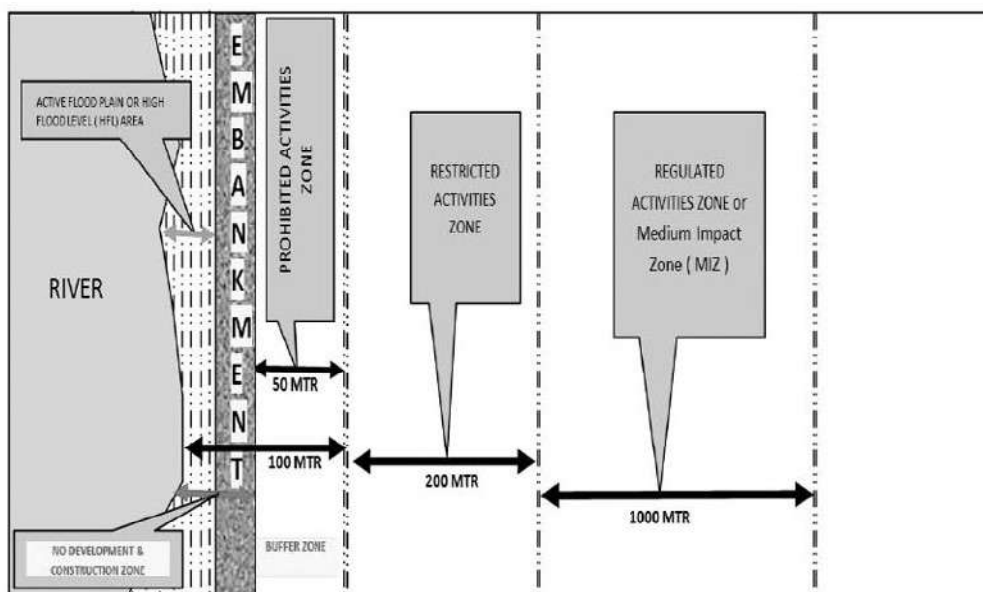 ACTIVE FLOOD PLAIN OR HIGH
FLOOD LEVEL ( HFL) AREA
RIVER
NO DEVELOPMENT &
CONSTRUCTION ZONE
EMBANKMENT
PROHIBITED ACTIVITIES
ZONE
50 MTR
100 MTR
BUFFER ZONE
RESTRICTED
ACTIVITIES
ZONE
200 MTR
REGULATED
ACTIVITIES ZONE or
Medium Impact
Zone ( MIZ )
1000 MTR